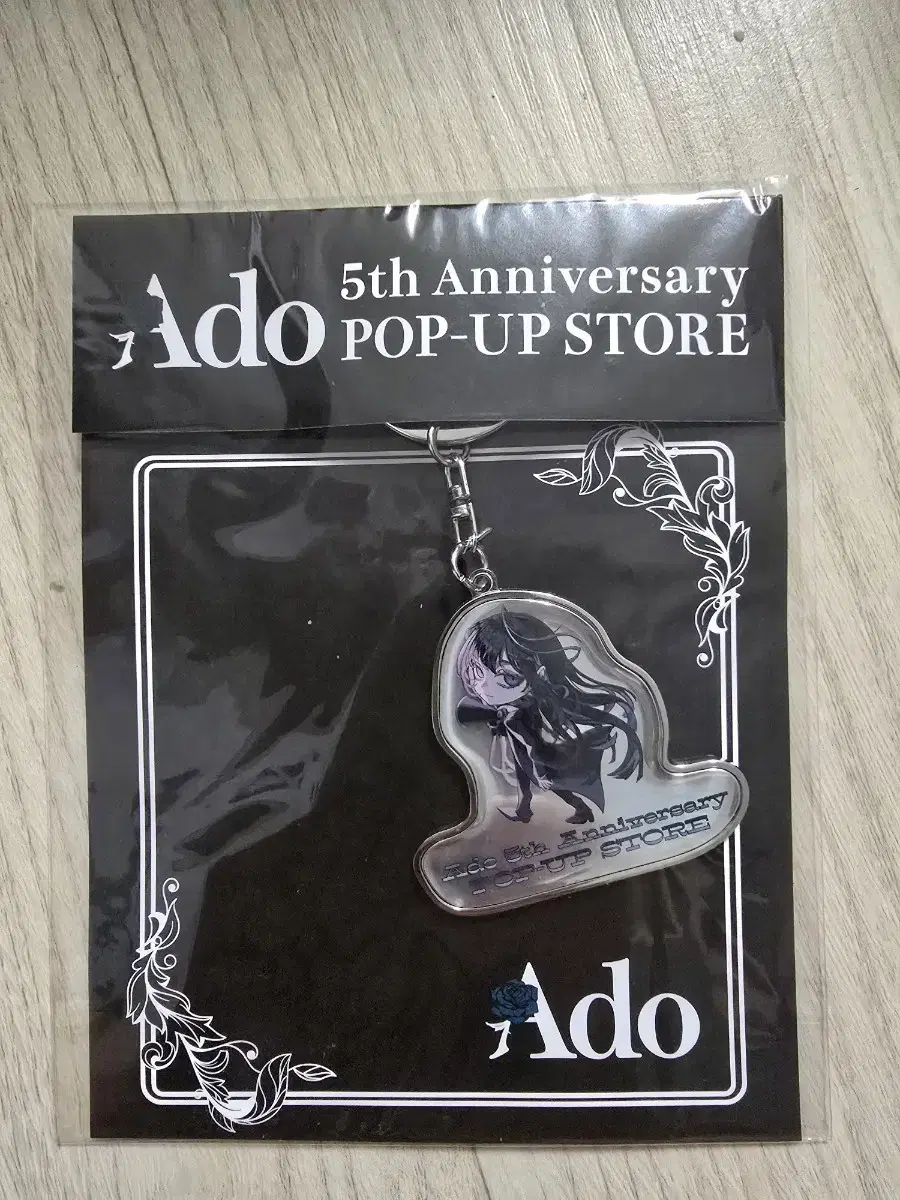 Ado 5th Anniversary
POP-UP STORE
Ado 5th Anniversary
POP-UP STORE
Ado